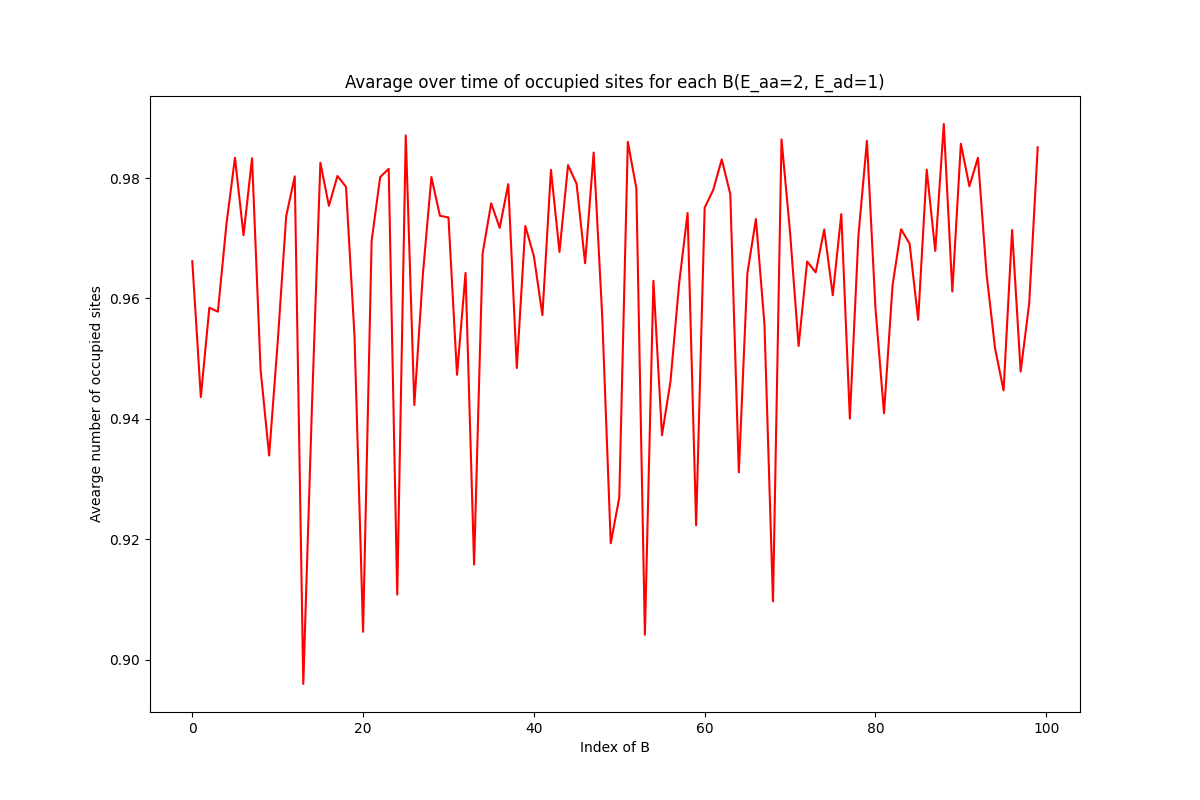 Avarage over time of occupied sites for each B(E_aa=2, E_ad=1)
Avearge number of occupied sites
0.98
0.96
0.94
0.92
0.90
0 20 40 60 80 100
Index of B